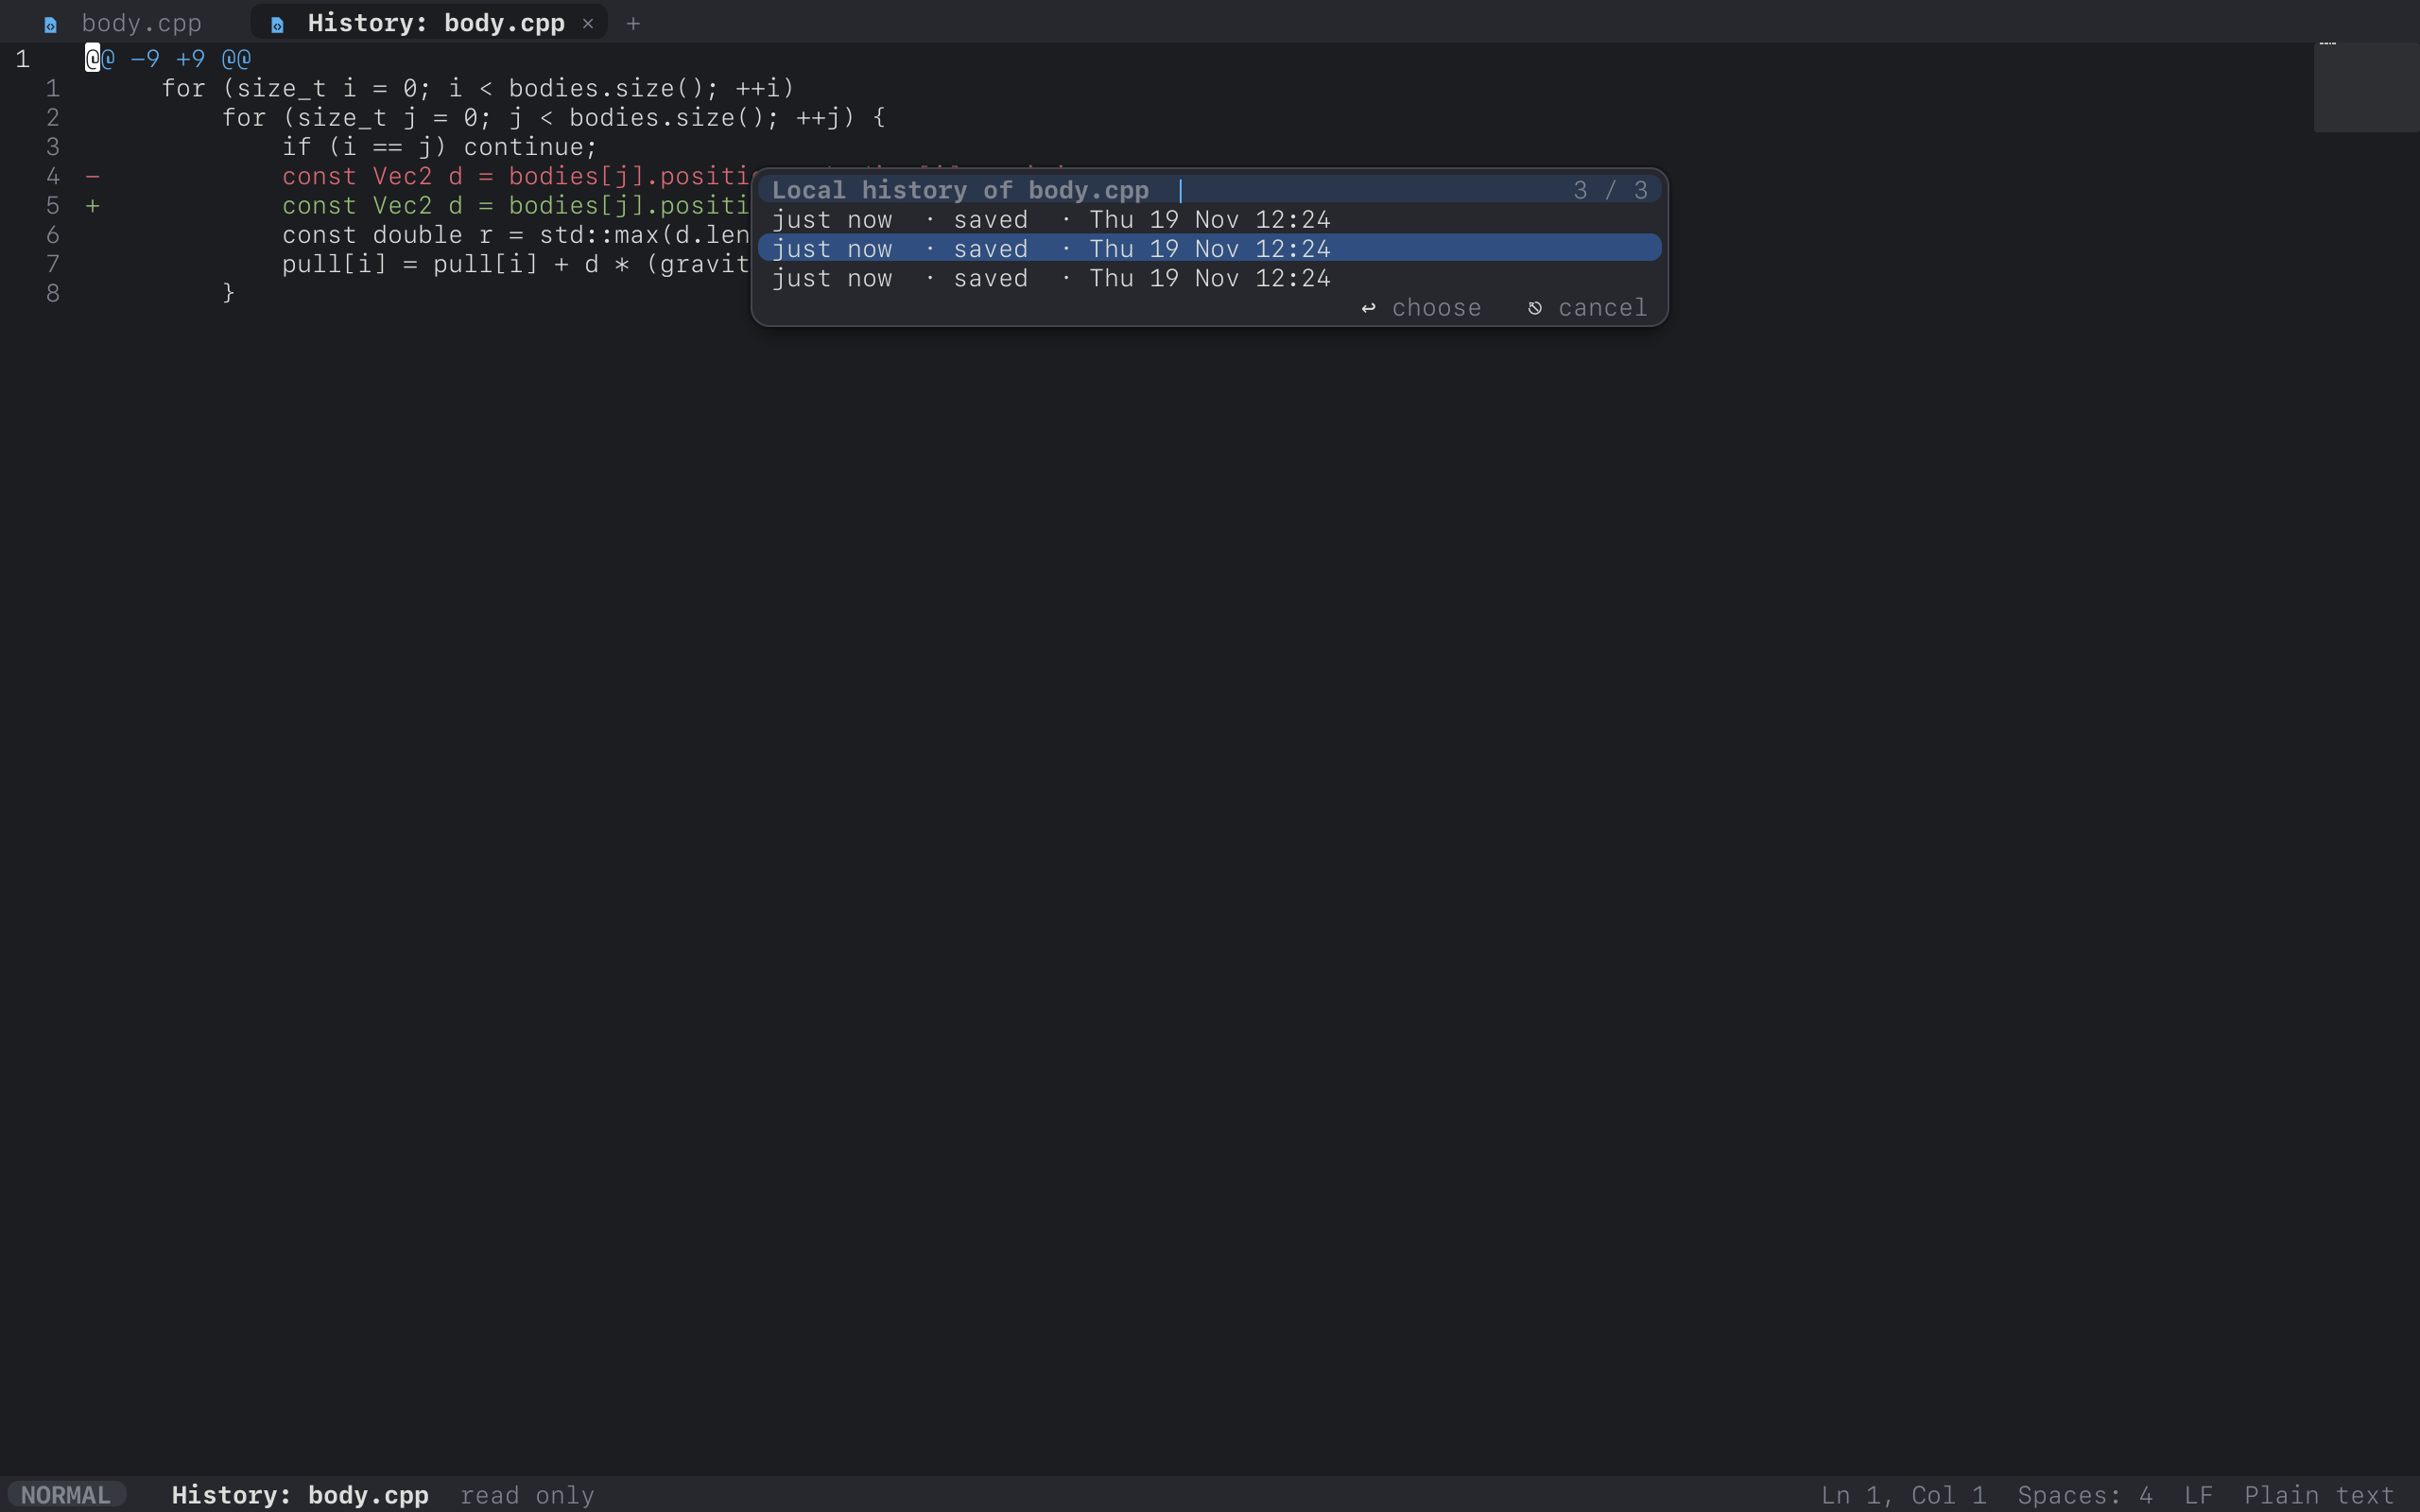 body.cpp History: body.cpp × +
1 @@ −9 +9 @@
1 for (size_t i = 0; i < bodies.size(); ++i)
2 for (size_t j = 0; j < bodies.size(); ++j) {
3 if (i == j) continue;
4 − const Vec2 d = bodies[j].positi
Local history of body.cpp 3 / 3
5 + const Vec2 d = bodies[j].positi
just now · saved · Thu 19 Nov 12:24
6 const double r = std::max(d.len
just now · saved · Thu 19 Nov 12:24
7 pull[i] = pull[i] + d * (gravit
just now · saved · Thu 19 Nov 12:24
8 }
↩ choose ⎋ cancel
NORMAL History: body.cpp read only Ln 1, Col 1 Spaces: 4 LF Plain text